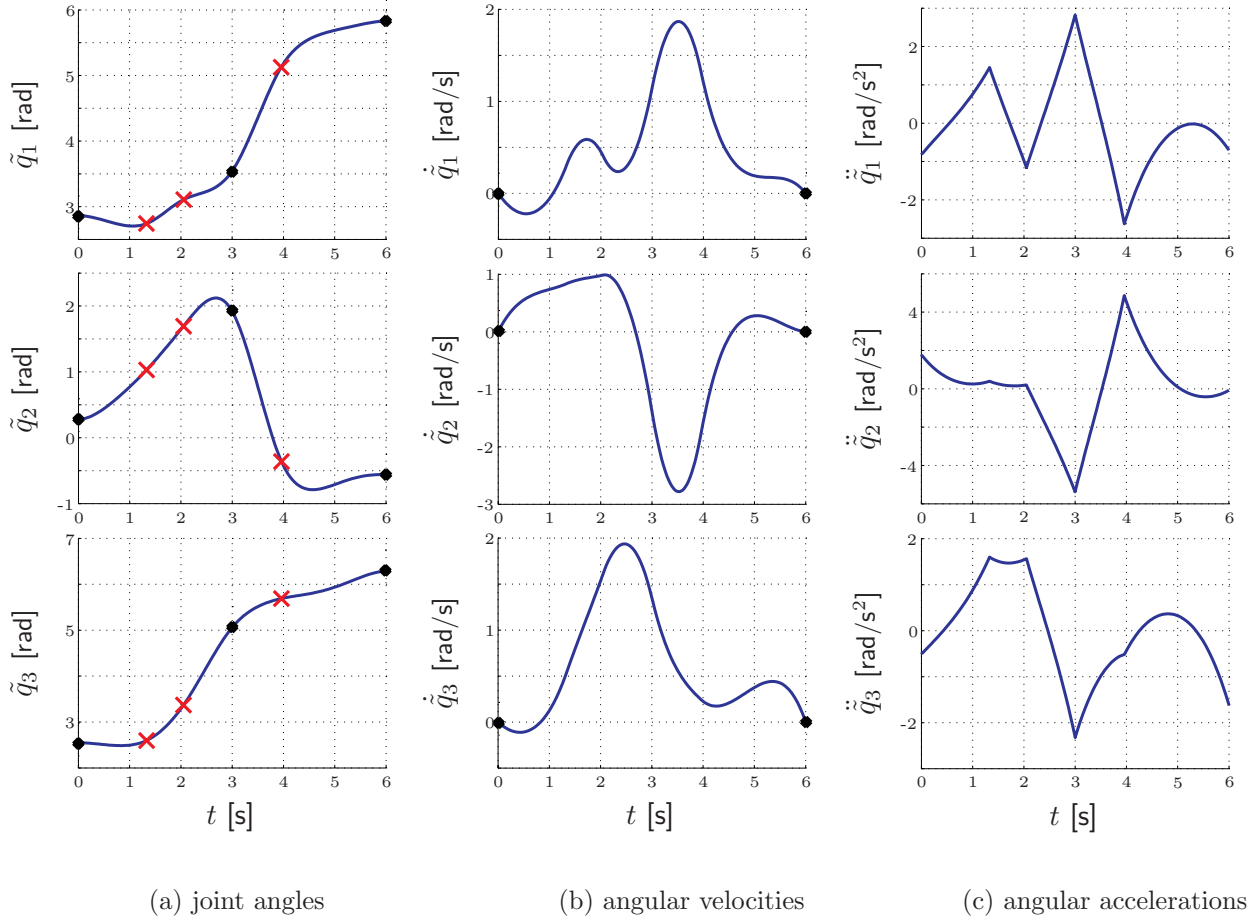 6
5
4
3
0 1 2 3 4 5 6
q̃₁ [rad]
2
1
0
0 1 2 3 4 5 6
q̃̇₁ [rad/s]
2
0
-2
0 1 2 3 4 5 6
q̃̈₁ [rad/s²]
2
1
0
-1
0 1 2 3 4 5 6
q̃₂ [rad]
1
0
-1
-2
-3
0 1 2 3 4 5 6
q̃̇₂ [rad/s]
4
0
-4
0 1 2 3 4 5 6
q̃̈₂ [rad/s²]
7
5
3
0 1 2 3 4 5 6
q̃₃ [rad]
t [s]
2
1
0
0 1 2 3 4 5 6
q̃̇₃ [rad/s]
t [s]
2
0
-2
0 1 2 3 4 5 6
q̃̈₃ [rad/s²]
t [s]
(a) joint angles
(b) angular velocities
(c) angular accelerations